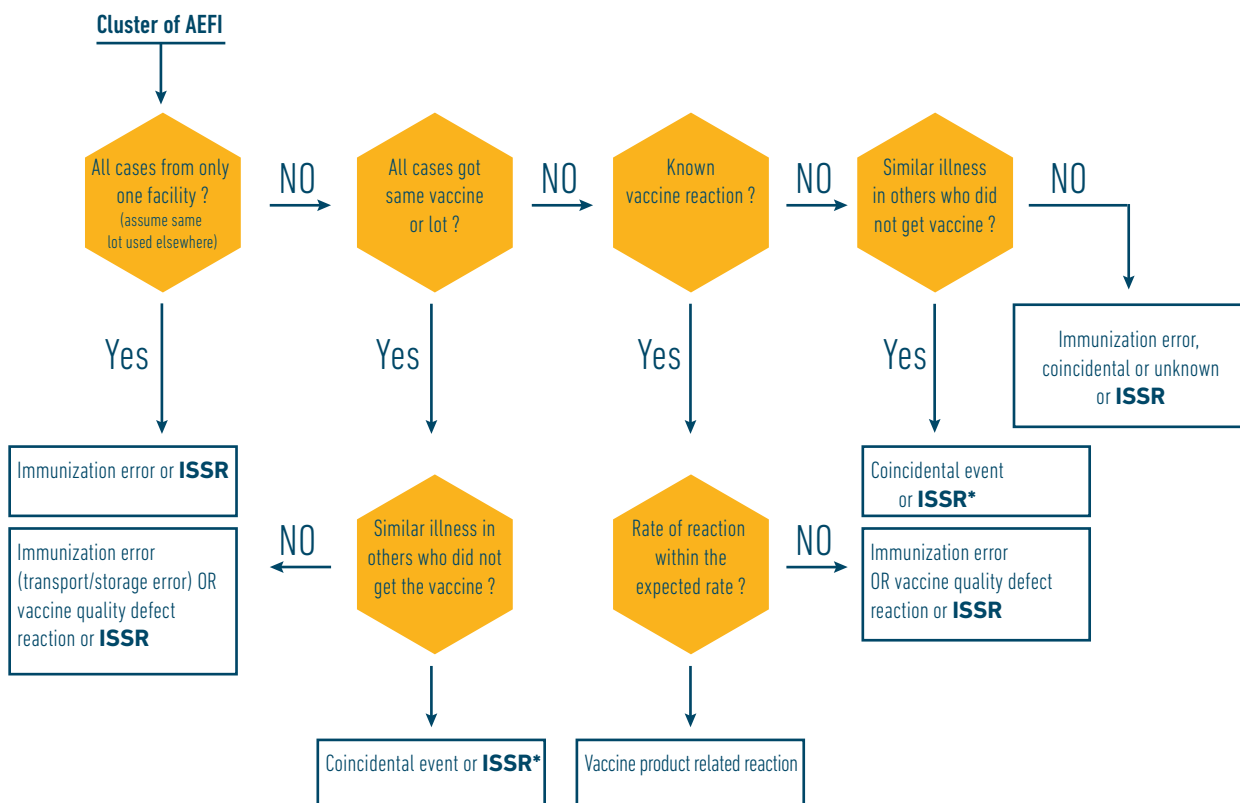 Cluster of AEFI
All cases from only
one facility ?
(assume same
lot used elsewhere)
NO
All cases got
same vaccine
or lot ?
NO
Known
vaccine reaction ?
NO
Similar illness
in others who did
not get vaccine ?
NO
Yes
Yes
Yes
Yes
Immunization error,
coincidental or unknown
or ISSR
Immunization error or ISSR
Coincidental event
or ISSR*
Immunization error
(transport/storage error) OR
vaccine quality defect
reaction or ISSR
NO
Similar illness in
others who did not
get the vaccine ?
Rate of reaction
within the
expected rate ?
NO
Immunization error
OR vaccine quality defect
reaction or ISSR
Coincidental event or ISSR*
Vaccine product related reaction